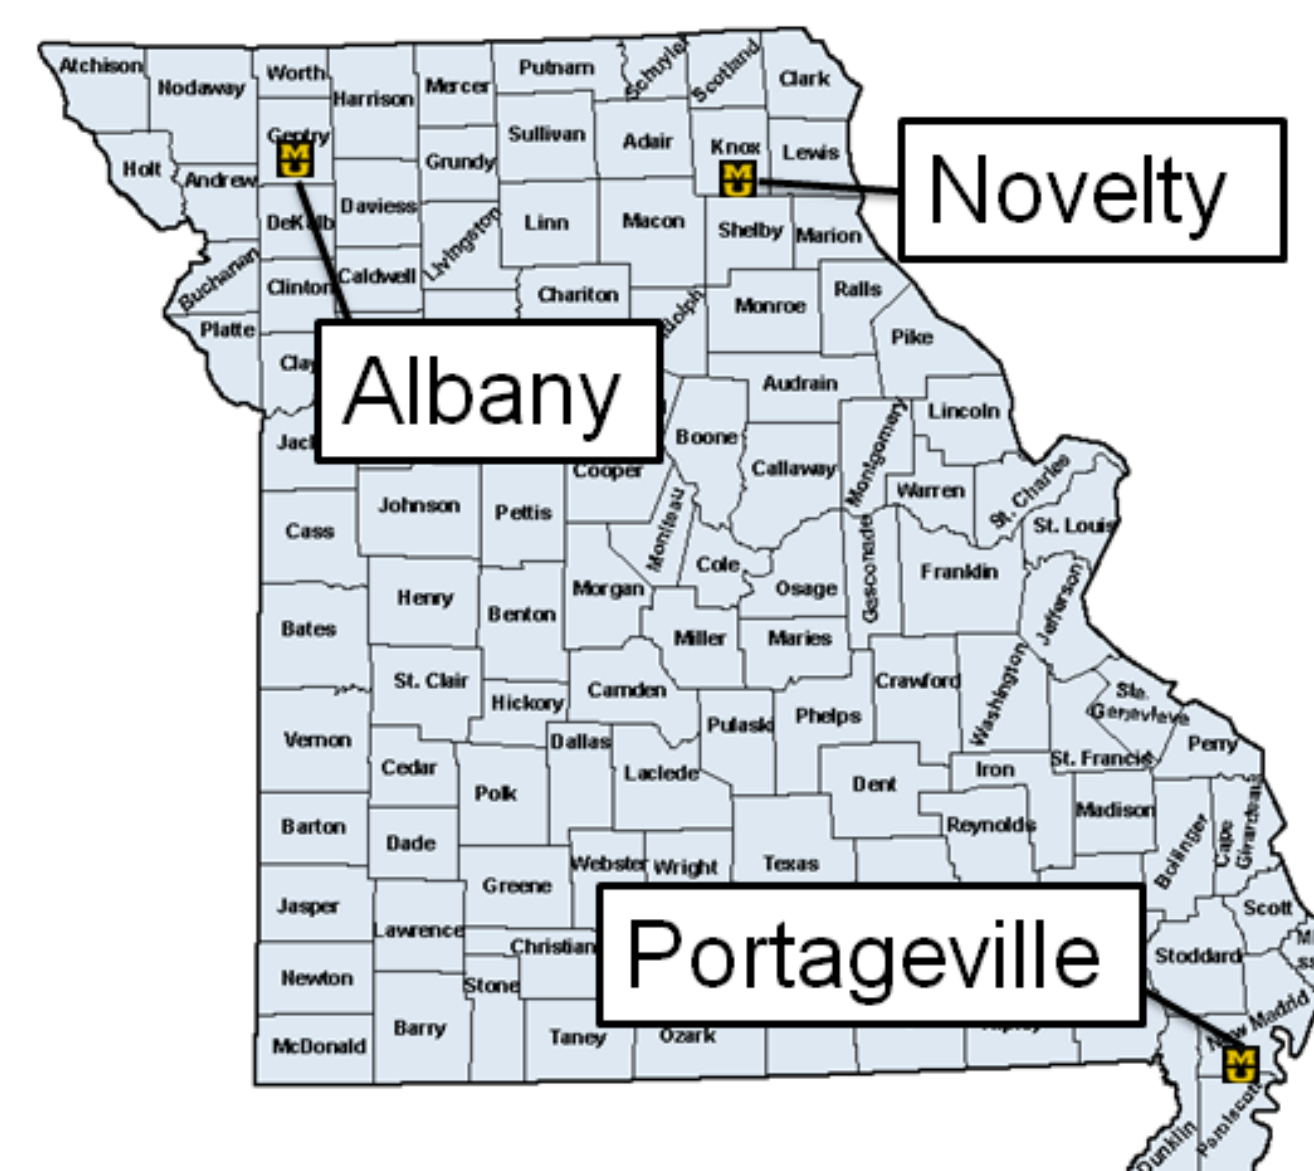 Atchison
Nodaway
Worth
Harrison
Mercer
Putnam
Schuyler
Scotland
Clark
Gentry
MU
Holt
Andrew
DeKalb
Daviess
Grundy
Sullivan
Adair
Knox
MU
Lewis
Novelty
Livingston
Linn
Macon
Shelby
Marion
Buchanan
Clinton
Caldwell
Chariton
Monroe
Ralls
Platte
Pike
Albany
Audrain
Lincoln
Boone
Callaway
Montgomery
Warren
St. Charles
St. Louis
Cooper
Johnson
Pettis
Moniteau
Cass
Cole
Osage
Gasconade
Franklin
Jefferson
Henry
Benton
Morgan
Bates
Miller
Maries
St. Clair
Hickory
Camden
Crawford
Washington
Ste.
Genevieve
Vernon
Dallas
Pulaski
Phelps
Perry
Cedar
Polk
Laclede
Dent
Iron
St. Francis
Barton
Dade
Reynolds
Madison
Bollinger
Cape
Girardeau
Greene
Webster
Wright
Texas
Jasper
Lawrence
Christian
Portageville
Scott
Stoddard
Newton
Stone
New Madrid
McDonald
Barry
Taney
Ozark
MU
Dunklin
Pemiscot